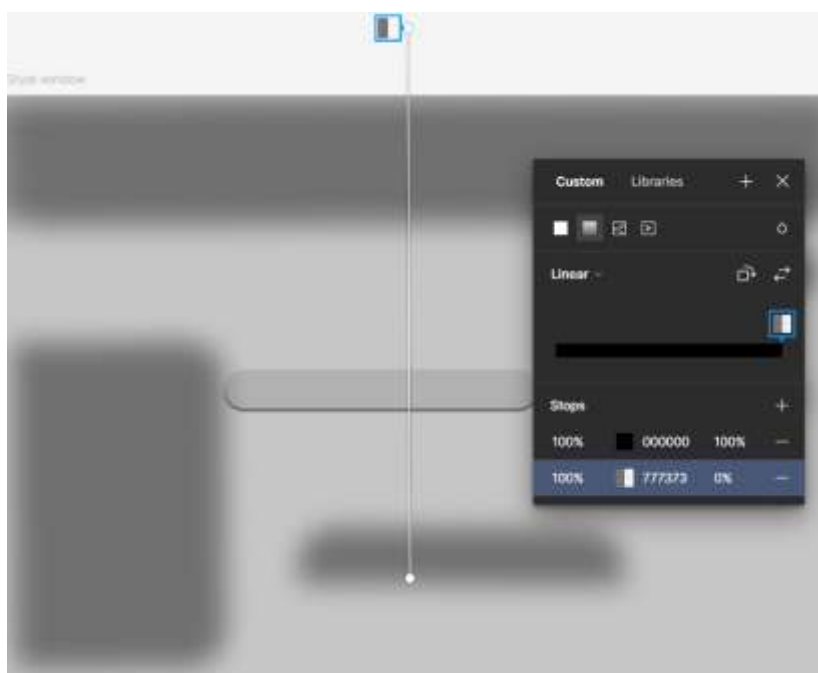 Style window
Custom Libraries
Linear
Stops
100% 000000 100%
100% 777373 0%